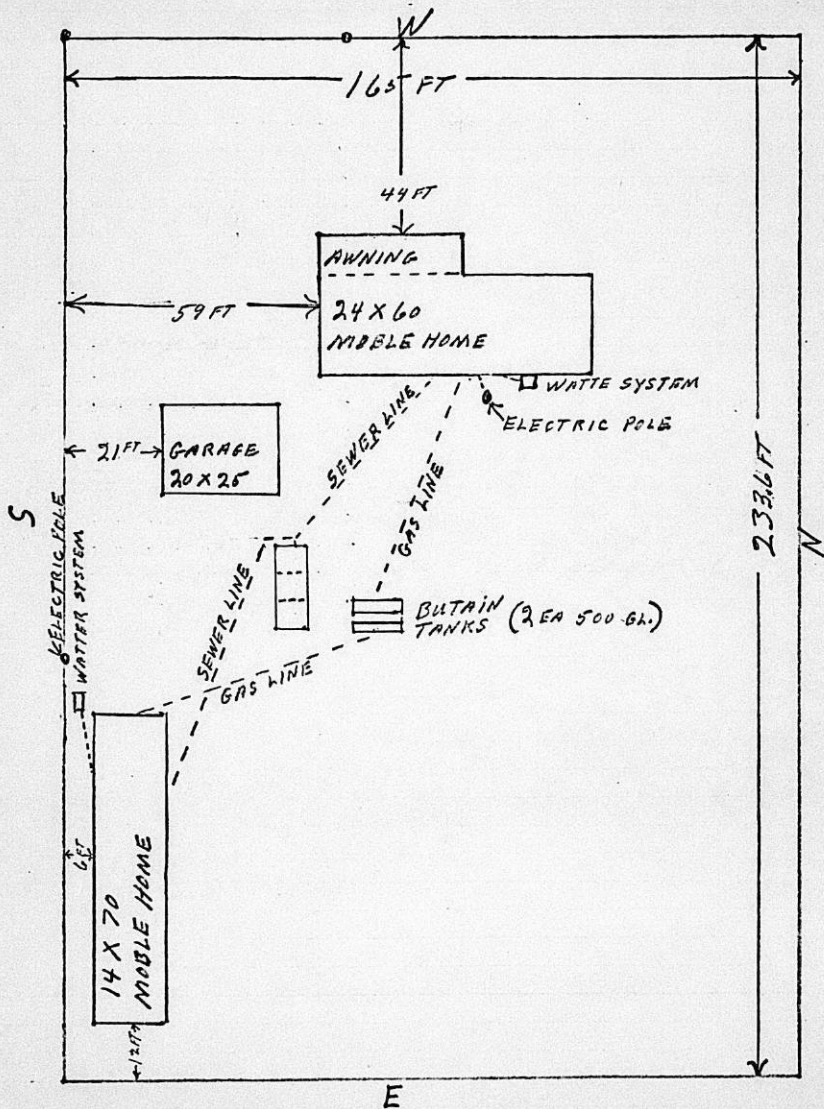 W
165 FT
44 FT
AWNING
59 FT
24 X 60
MOBLE HOME
WATTE SYSTEM
ELECTRIC POLE
SEWER LINE
GAS LINE
21 FT
GARAGE
20 X 25
233.6 FT
S
N
ELECTRIC POLE
WATTER SYSTEM
SEWER LINE
BUTAIN
TANKS (2 EA 500 GL.)
GAS LINE
6 FT
14 X 70
MOBLE HOME
12 FT
E